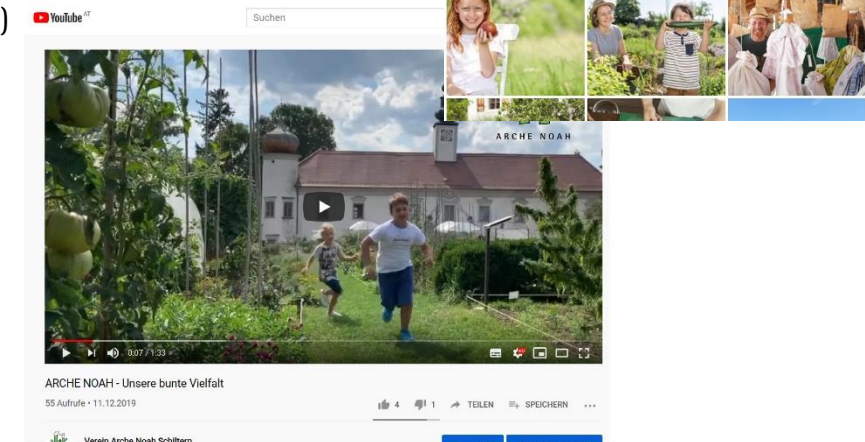 )
YouTube AT
Suchen
ARCHE NOAH
0:07 / 1:33
ARCHE NOAH - Unsere bunte Vielfalt
55 Aufrufe • 11.12.2019
4 1 TEILEN SPEICHERN ...
Verein Arche Noah Schiltern